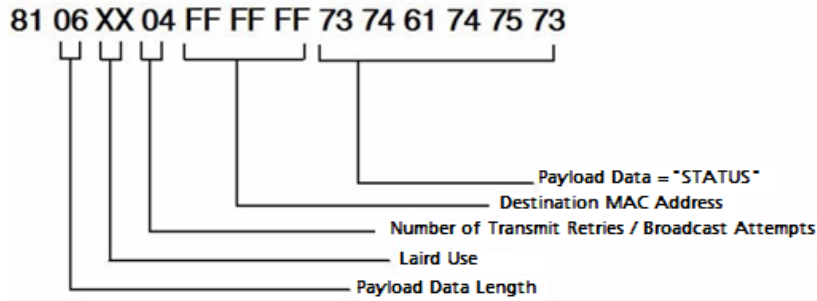 81 06 XX 04 FF FF FF 73 74 61 74 75 73
Payload Data = "STATUS"
Destination MAC Address
Number of Transmit Retries / Broadcast Attempts
Laird Use
Payload Data Length